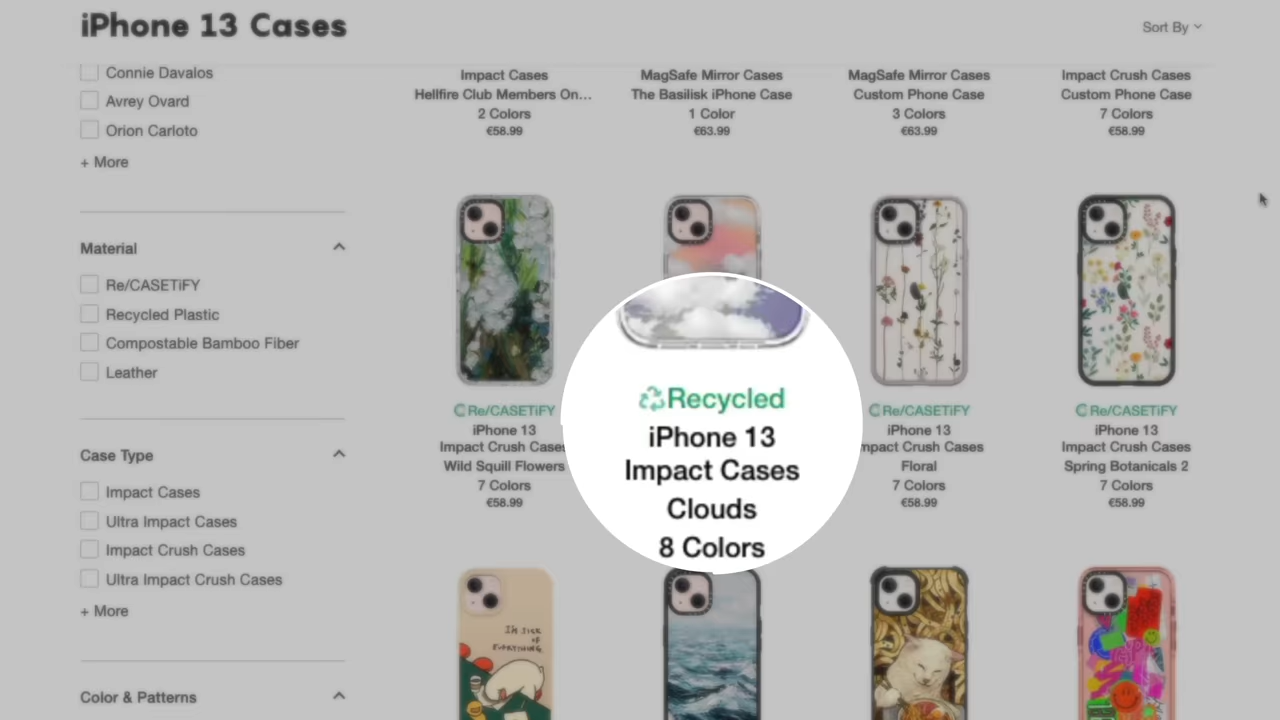 iPhone 13 Cases
Sort By
Connie Davalos
Avrey Ovard
Orion Carloto
+ More
Material
Re/CASETiFY
Recycled Plastic
Compostable Bamboo Fiber
Leather
Case Type
Impact Cases
Ultra Impact Cases
Impact Crush Cases
Ultra Impact Crush Cases
+ More
Color & Patterns
Impact Cases
Hellfire Club Members On...
2 Colors
€58.99
MagSafe Mirror Cases
The Basilisk iPhone Case
1 Color
€63.99
MagSafe Mirror Cases
Custom Phone Case
3 Colors
€63.99
Impact Crush Cases
Custom Phone Case
7 Colors
€58.99
Re/CASETiFY
iPhone 13
Impact Crush Cases
Wild Squill Flowers
7 Colors
€58.99
Recycled
iPhone 13
Impact Cases
Clouds
8 Colors
Re/CASETiFY
iPhone 13
Impact Crush Cases
Floral
7 Colors
€58.99
Re/CASETiFY
iPhone 13
Impact Crush Cases
Spring Botanicals 2
7 Colors
€58.99
I'm sick
of
everything